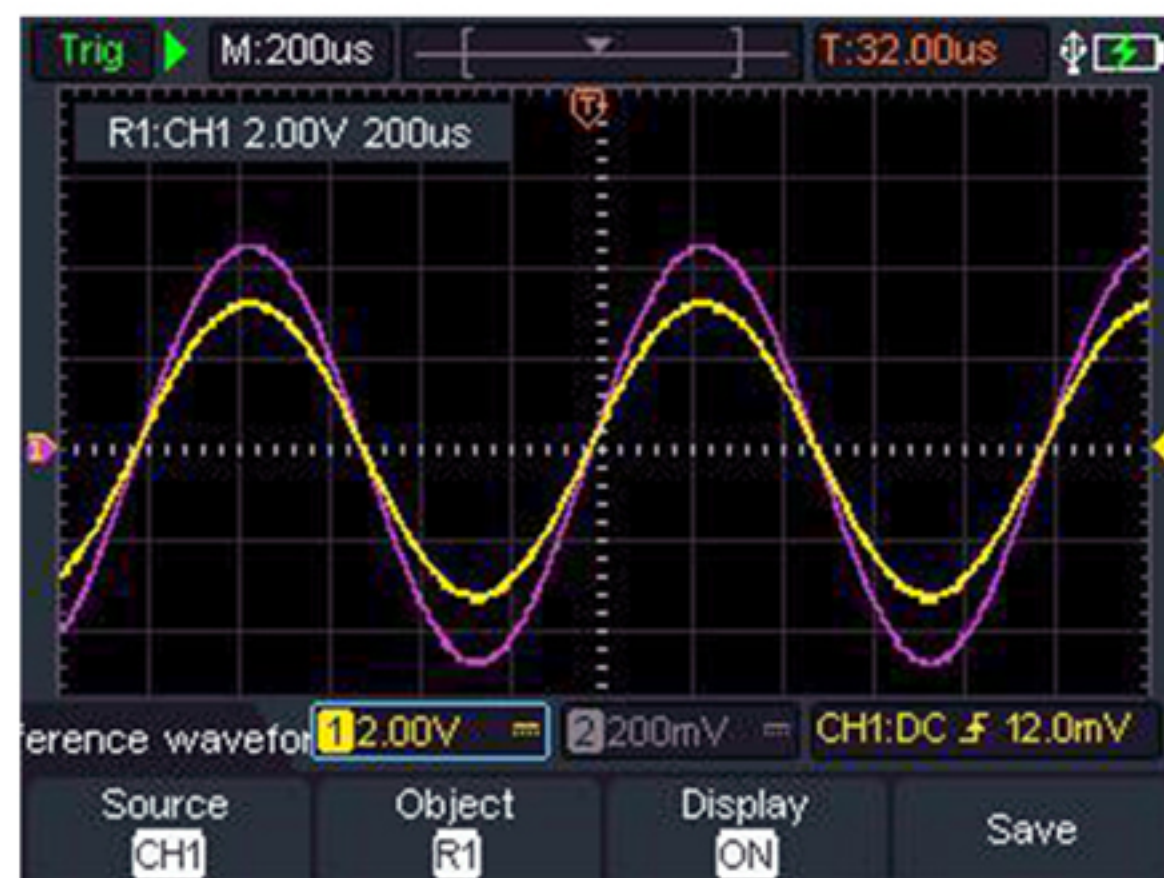 Trig M:200us T:32.00us
T
R1:CH1 2.00V 200us
1
ference wavefor 1 2.00V 2 200mV CH1:DC 12.0mV
Source Object Display Save
CH1 R1 ON